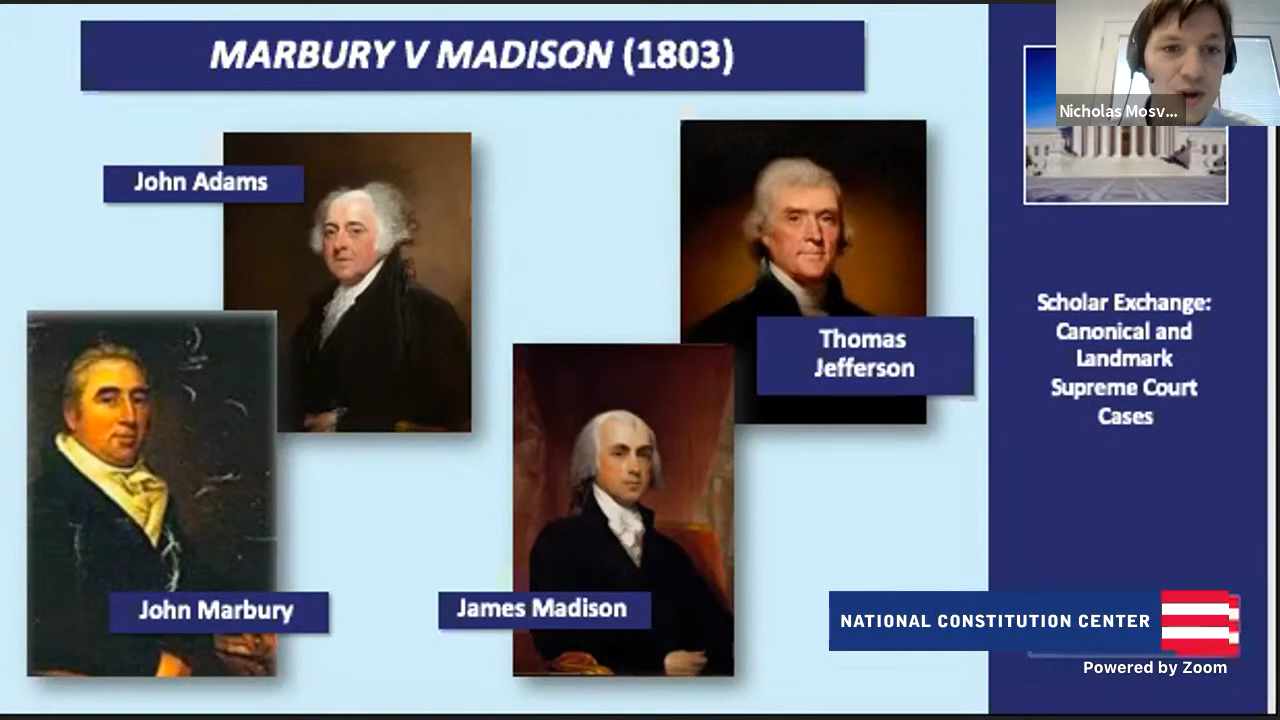 MARBURY V MADISON (1803)
Nicholas Mosv...
John Adams
Thomas
Jefferson
Scholar Exchange:
Canonical and
Landmark
Supreme Court
Cases
John Marbury
James Madison
NATIONAL CONSTITUTION CENTER
Powered by Zoom